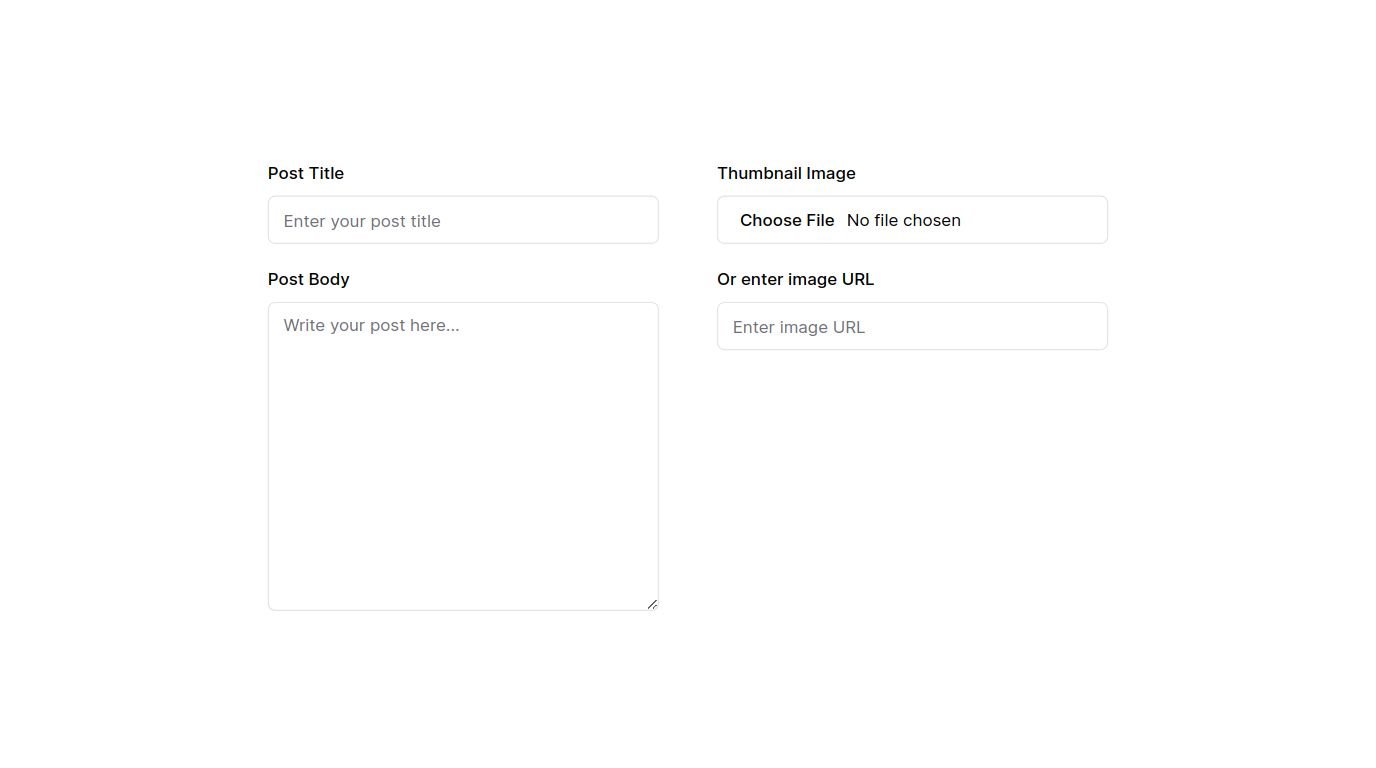 Post Title
Enter your post title
Post Body
Write your post here...
Thumbnail Image
Choose File No file chosen
Or enter image URL
Enter image URL